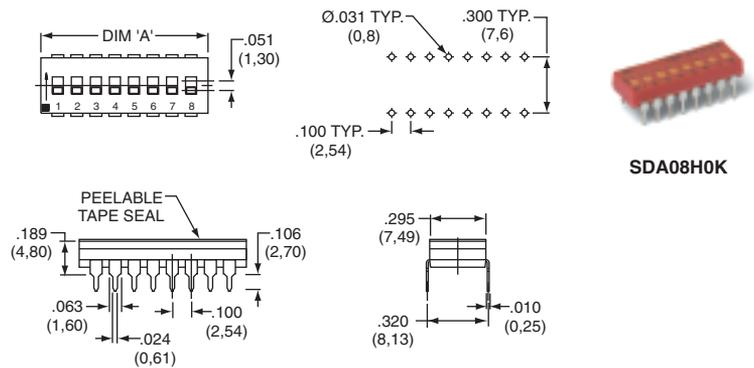 DIM 'A'
.051
(1,30)
1 2 3 4 5 6 7 8
Ø.031 TYP.
(0,8)
.300 TYP.
(7,6)
.100 TYP.
(2,54)
SDA08H0K
PEELABLE
TAPE SEAL
.189
(4,80)
.106
(2,70)
.063
(1,60)
.100
(2,54)
.024
(0,61)
.295
(7,49)
.010
(0,25)
.320
(8,13)